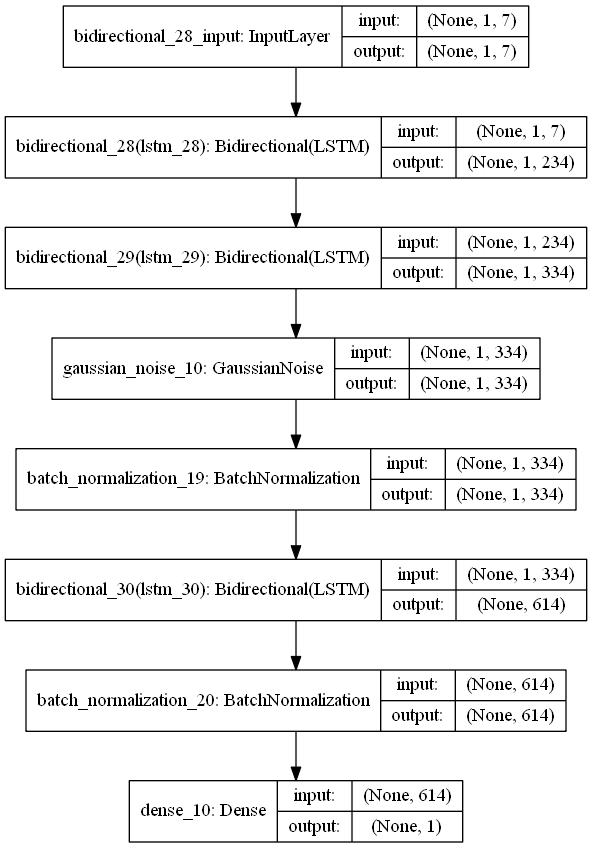 bidirectional_28_input: InputLayer
input: (None, 1, 7)
output: (None, 1, 7)
bidirectional_28(lstm_28): Bidirectional(LSTM)
input: (None, 1, 7)
output: (None, 1, 234)
bidirectional_29(lstm_29): Bidirectional(LSTM)
input: (None, 1, 234)
output: (None, 1, 334)
gaussian_noise_10: GaussianNoise
input: (None, 1, 334)
output: (None, 1, 334)
batch_normalization_19: BatchNormalization
input: (None, 1, 334)
output: (None, 1, 334)
bidirectional_30(lstm_30): Bidirectional(LSTM)
input: (None, 1, 334)
output: (None, 614)
batch_normalization_20: BatchNormalization
input: (None, 614)
output: (None, 614)
dense_10: Dense
input: (None, 614)
output: (None, 1)